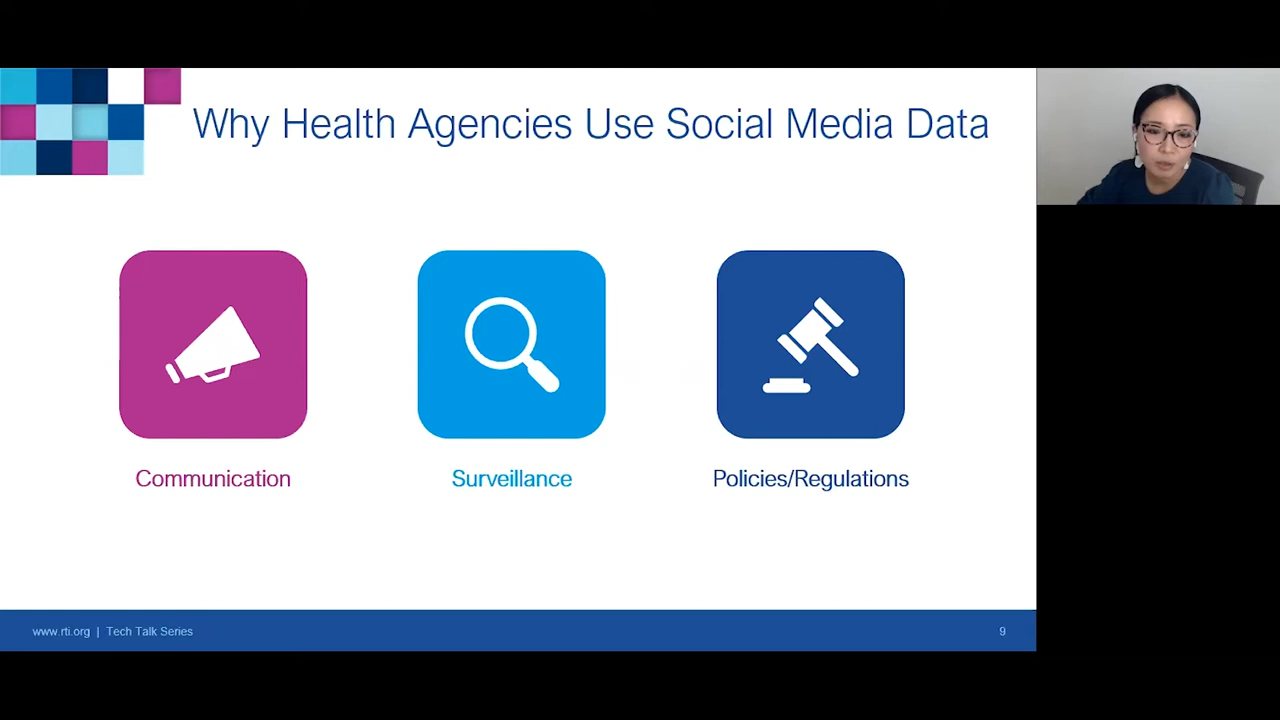 Why Health Agencies Use Social Media Data
Communication
Surveillance
Policies/Regulations
www.rti.org | Tech Talk Series
9